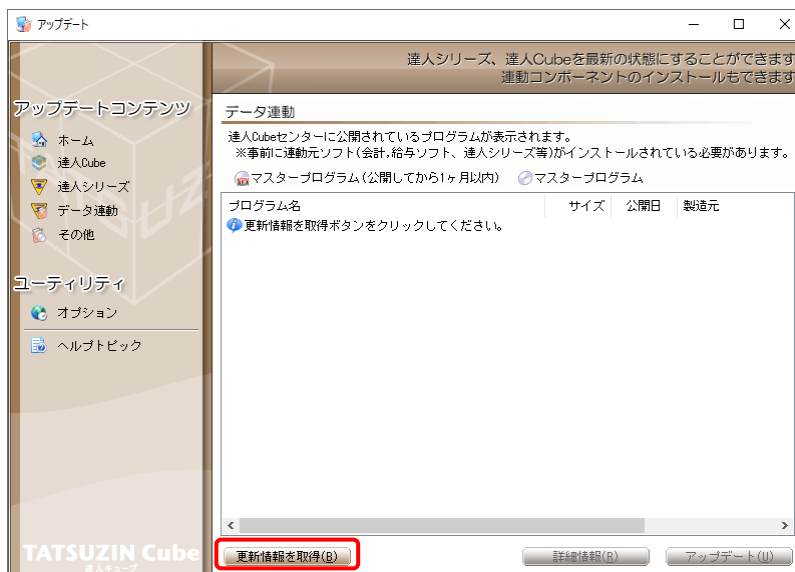 アップデート
達人シリーズ、達人Cubeを最新の状態にすることができます
連動コンポーネントのインストールもできます
アップデートコンテンツ
ホーム
達人Cube
達人シリーズ
データ連動
その他
ユーティリティ
オプション
ヘルプトピック
TATSUZIN Cube
達人キューブ
データ連動
達人Cubeセンターに公開されているプログラムが表示されます。
※事前に連動元ソフト(会計,給与ソフト、達人シリーズ等)がインストールされている必要があります。
マスタープログラム(公開してから1ヶ月以内) マスタープログラム
プログラム名 サイズ 公開日 製造元
更新情報を取得ボタンをクリックしてください。
更新情報を取得(B) 詳細情報(R) アップデート(U)